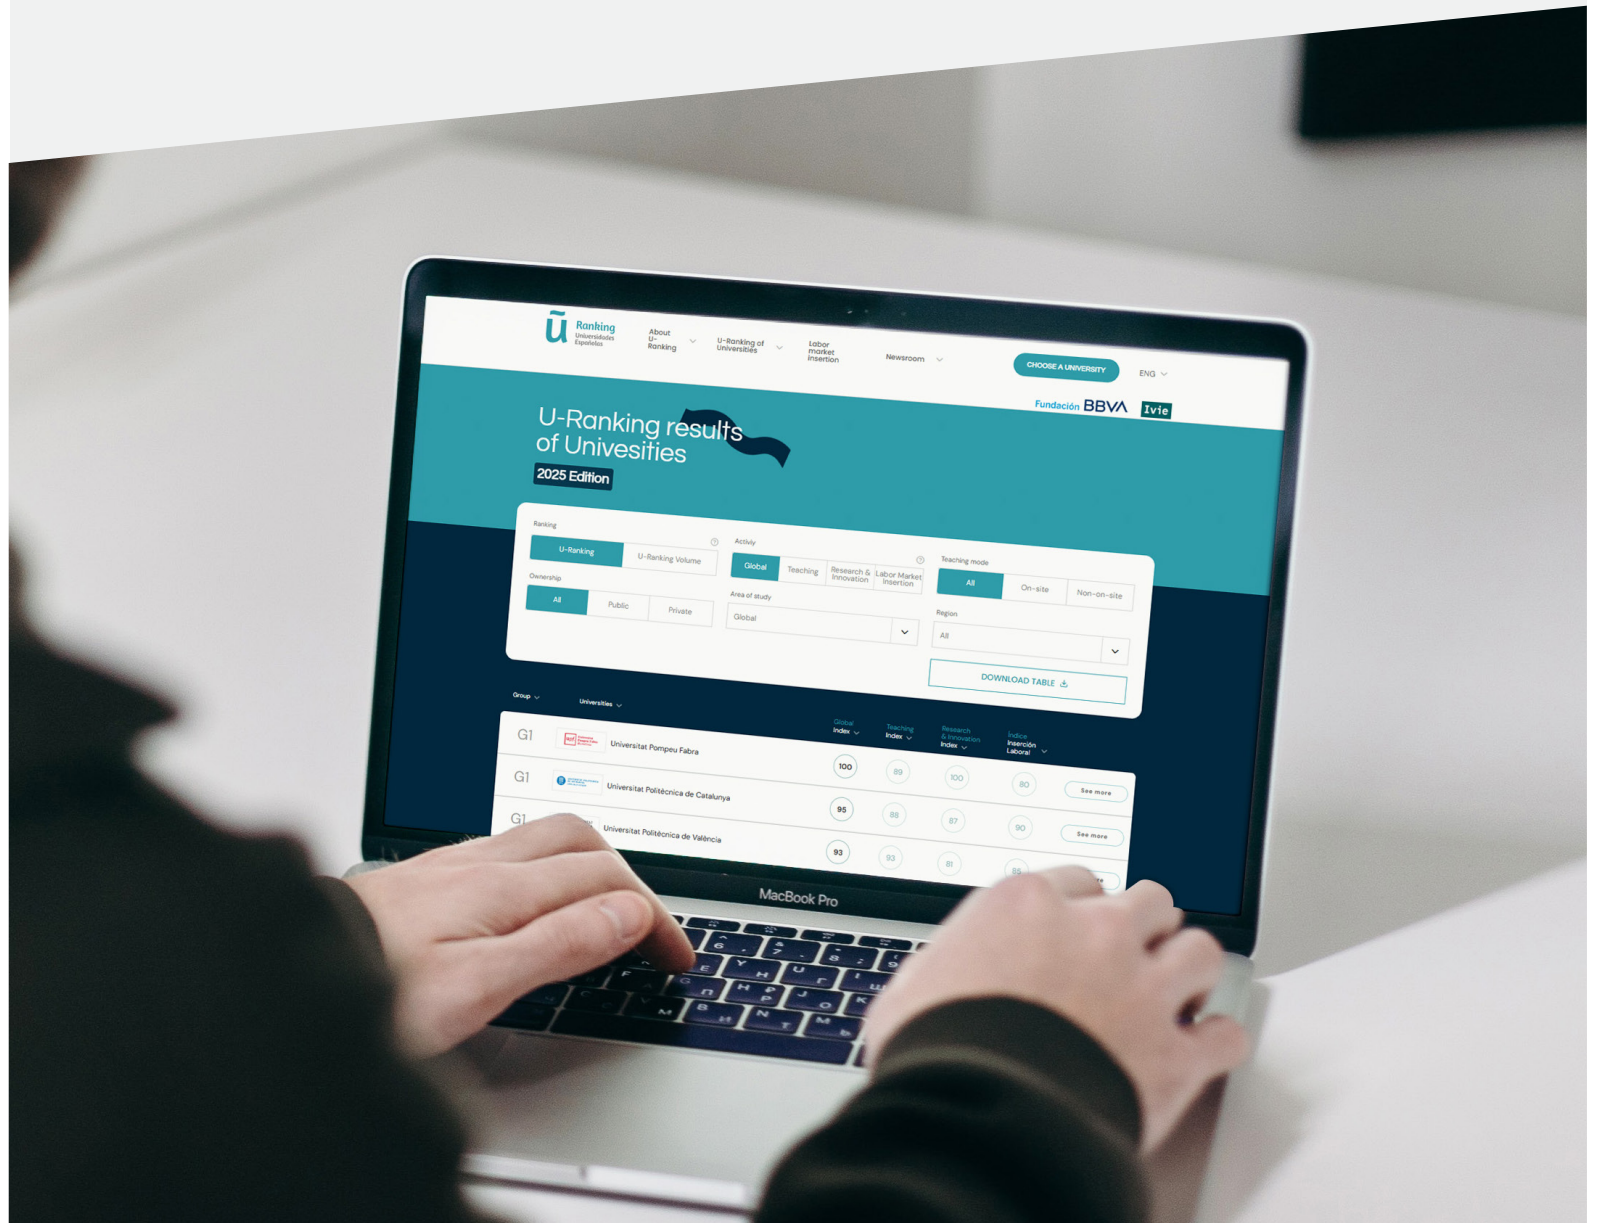 ũ Ranking
Universidades
Españolas
About
U-
Ranking
U-Ranking of
Universities
Labor
market
Insertion
Newsroom
CHOOSE A UNIVERSITY
ENG
Fundación BBVA
Ivie
U-Ranking results
of Univesities
2025 Edition
Ranking
U-Ranking
U-Ranking Volume
Ownership
All
Public
Private
Activiy
Global
Teaching
Research &
Innovation
Labor Market
Insertion
Area of study
Global
Teaching mode
All
On-site
Non-on-site
Region
All
DOWNLOAD TABLE
Group
Universities
Global
Index
Teaching
Index
Research
& Innovation
Index
Índice
Inserción
Laboral
G1 Universitat Pompeu Fabra 100 89 100 80 See more
G1 Universitat Politècnica de Catalunya 95 88 87 90 See more
G1 Universitat Politècnica de València 93 93 81
MacBook Pro